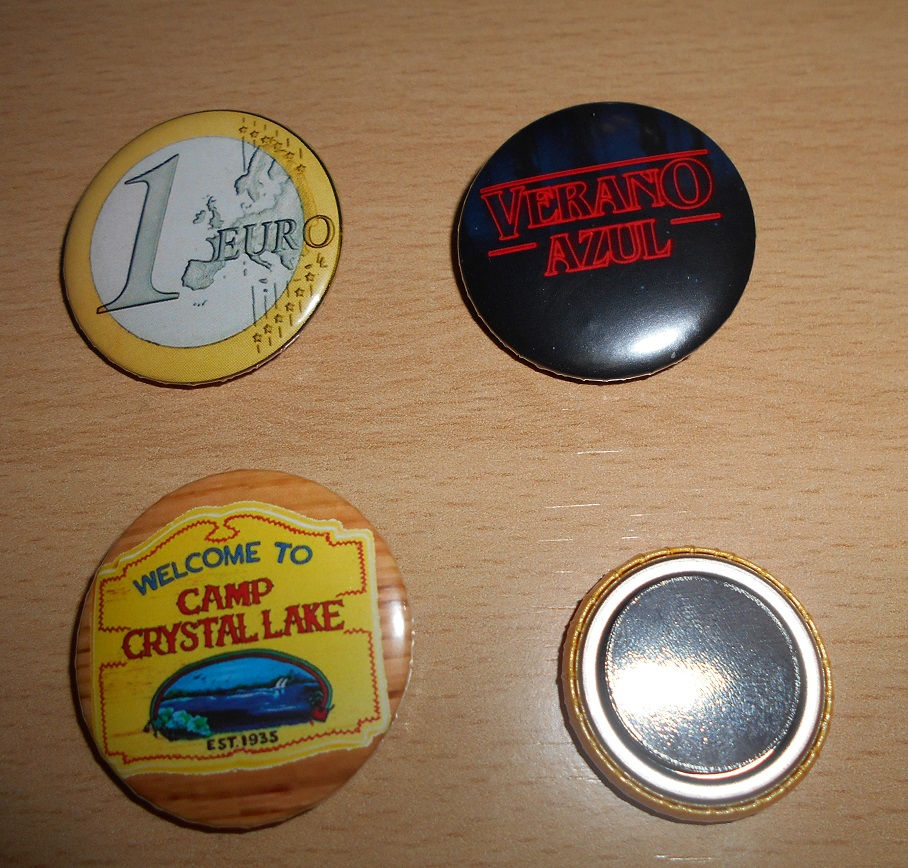 1
EURO
VERANO
AZUL
WELCOME TO
CAMP
CRYSTAL LAKE
EST. 1935